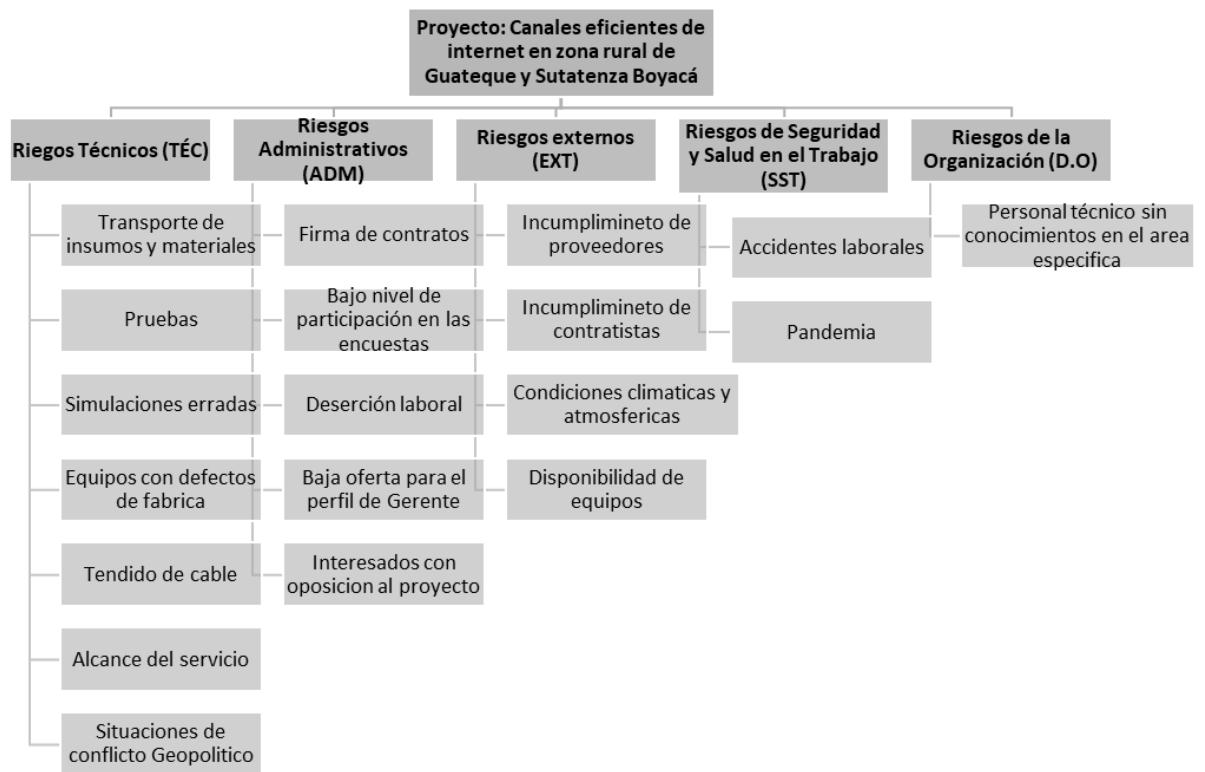 Proyecto: Canales eficientes de
internet en zona rural de
Guateque y Sutatenza Boyacá
Riegos Técnicos (TÉC)
Transporte de
insumos y materiales
Pruebas
Simulaciones erradas
Equipos con defectos
de fabrica
Tendido de cable
Alcance del servicio
Situaciones de
conflicto Geopolitico
Riesgos
Administrativos
(ADM)
Firma de contratos
Bajo nivel de
participación en las
encuestas
Deserción laboral
Baja oferta para el
perfil de Gerente
Interesados con
oposicion al proyecto
Riesgos externos
(EXT)
Incumplimineto de
proveedores
Incumplimineto de
contratistas
Condiciones climaticas y
atmosfericas
Disponibilidad de
equipos
Riesgos de Seguridad
y Salud en el Trabajo
(SST)
Accidentes laborales
Pandemia
Riesgos de la
Organización (D.O)
Personal técnico sin
conocimientos en el area
especifica